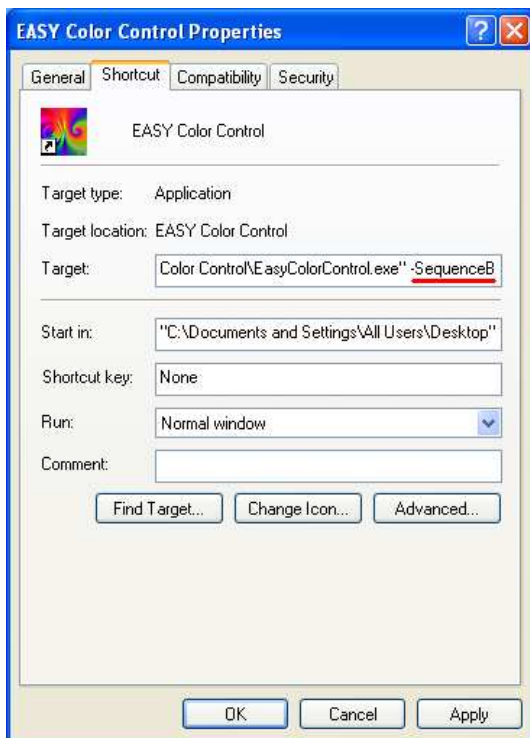 EASY Color Control Properties
General Shortcut Compatibility Security
EASY Color Control
Target type: Application
Target location: EASY Color Control
Target: Color Control\EasyColorControl.exe" -SequenceB
Start in: "C:\Documents and Settings\All Users\Desktop"
Shortcut key: None
Run: Normal window
Comment:
Find Target... Change Icon... Advanced...
OK Cancel Apply